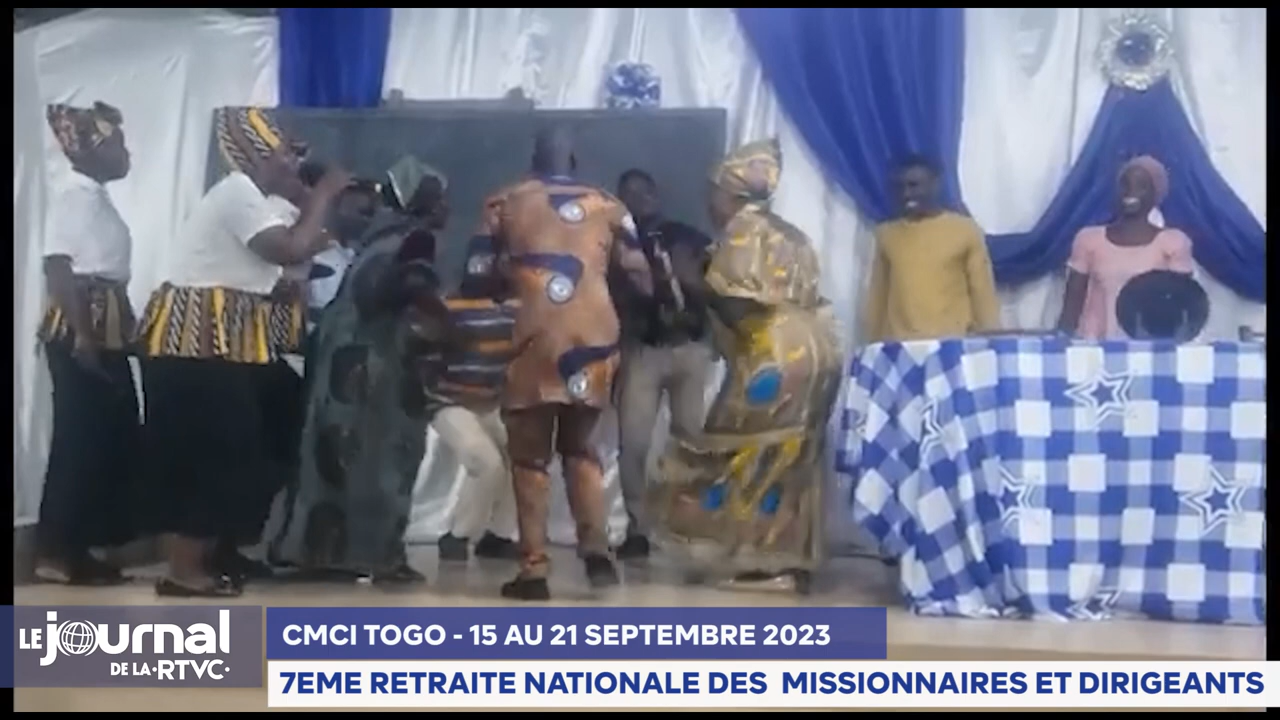 LE JOURNAL
DE LA •RTVC•
CMCI TOGO - 15 AU 21 SEPTEMBRE 2023
7EME RETRAITE NATIONALE DES MISSIONNAIRES ET DIRIGEANTS